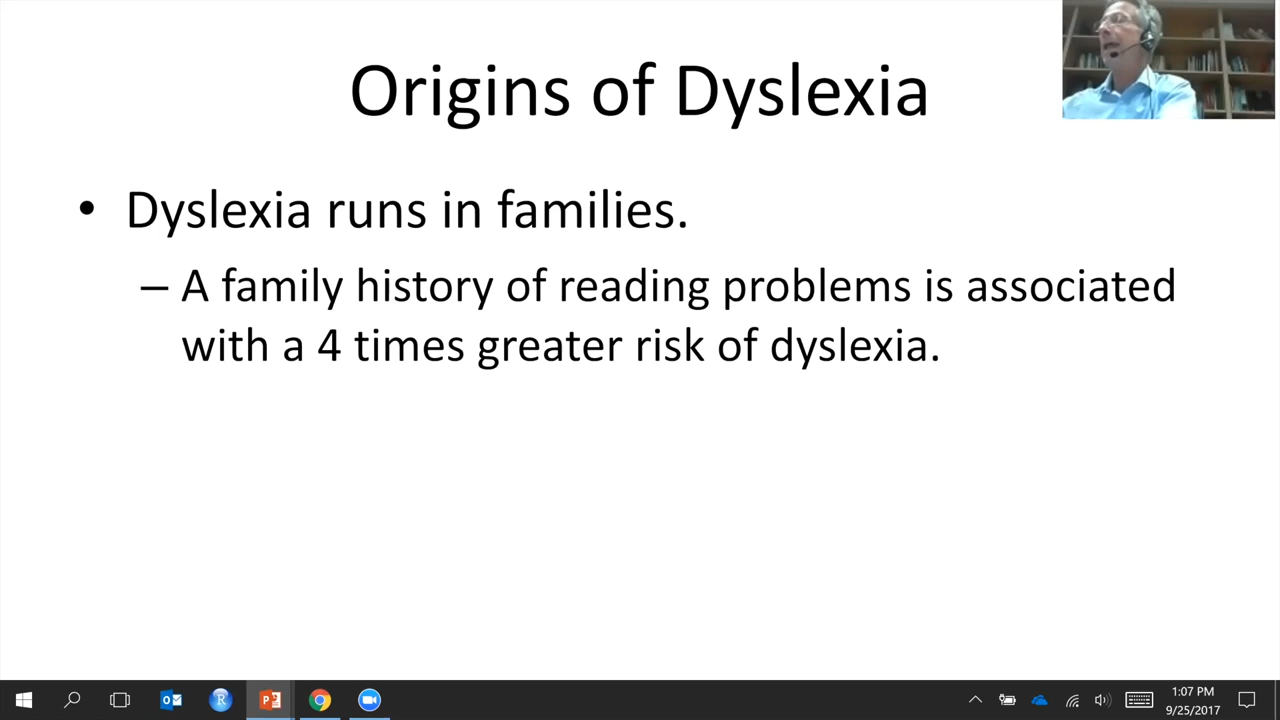 Origins of Dyslexia
• Dyslexia runs in families.
– A family history of reading problems is associated
with a 4 times greater risk of dyslexia.
1:07 PM
9/25/2017